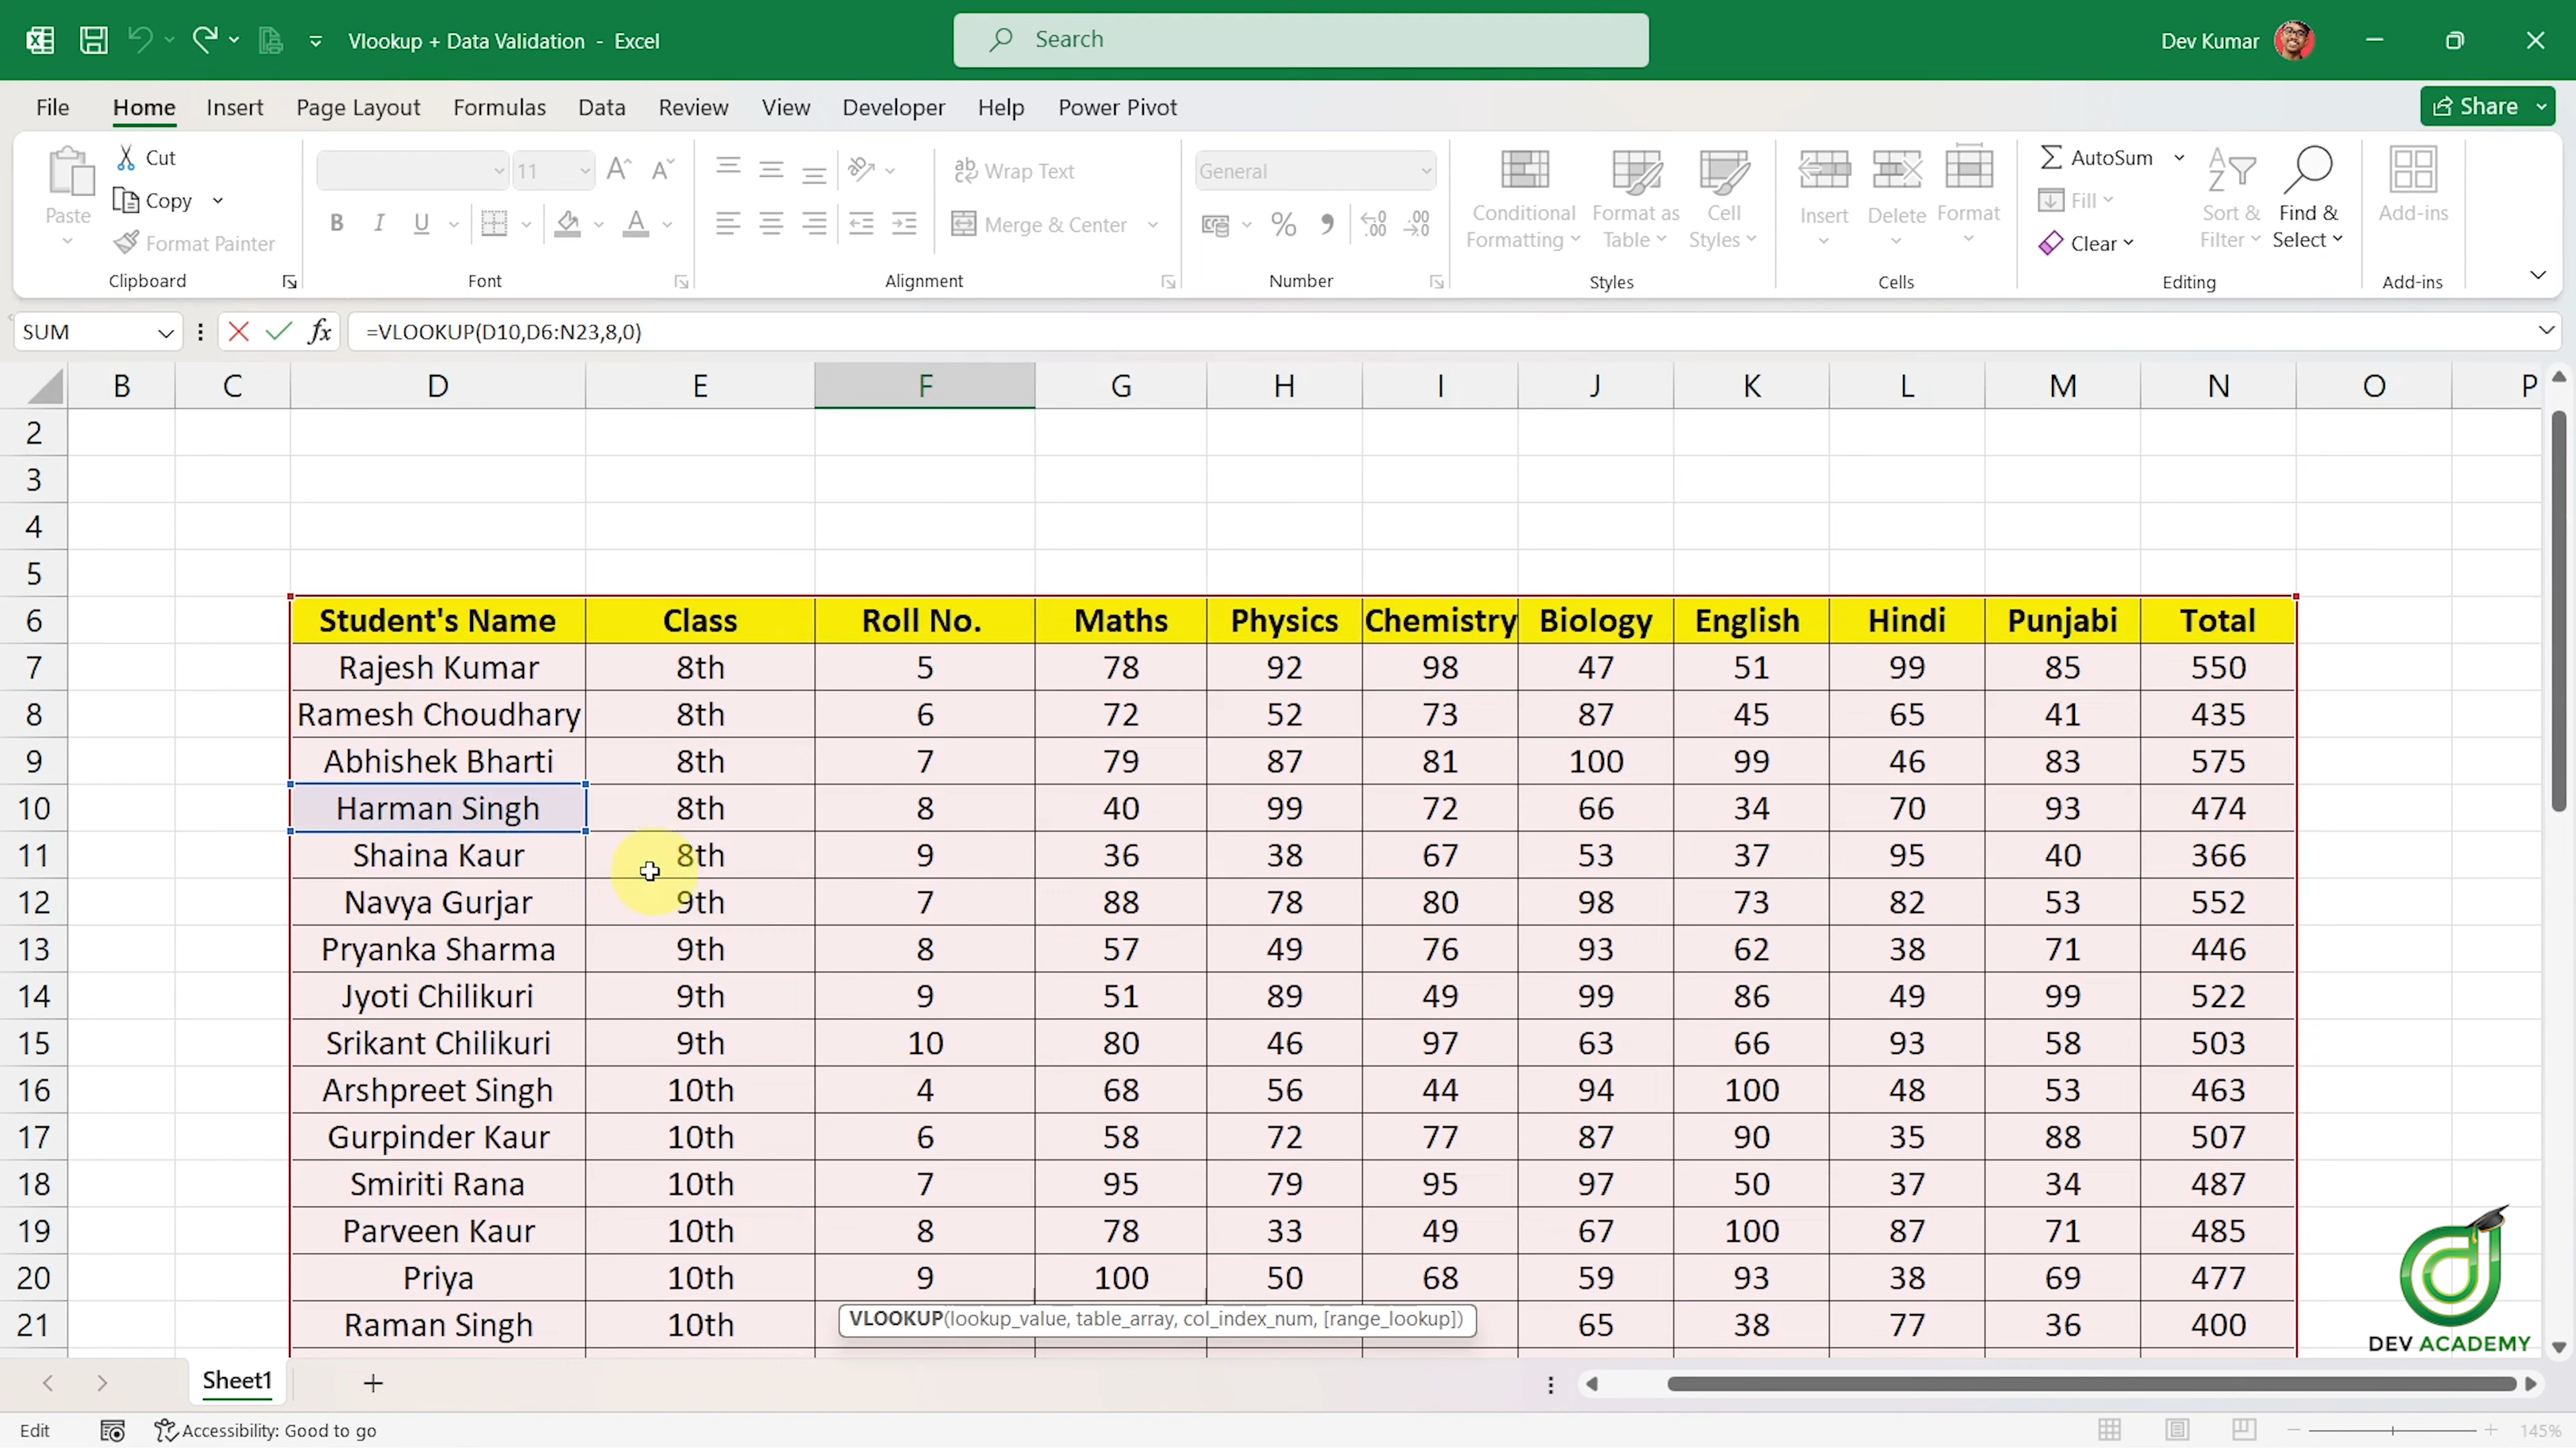 Vlookup + Data Validation - Excel
Search
Dev Kumar
File Home Insert Page Layout Formulas Data Review View Developer Help Power Pivot
Share
Paste
Cut
Copy
Format Painter
Clipboard
11
B I U
Font
Wrap Text
Merge & Center
Alignment
General
Number
Conditional Formatting
Format as Table
Cell Styles
Styles
Insert
Delete
Format
Cells
AutoSum
Fill
Clear
Sort & Filter
Find & Select
Editing
Add-ins
Add-ins
SUM
fx
=VLOOKUP(D10,D6:N23,8,0)
B C D E F G H I J K L M N O P
2
3
4
5
6 Student's Name Class Roll No. Maths Physics Chemistry Biology English Hindi Punjabi Total
7 Rajesh Kumar 8th 5 78 92 98 47 51 99 85 550
8 Ramesh Choudhary 8th 6 72 52 73 87 45 65 41 435
9 Abhishek Bharti 8th 7 79 87 81 100 99 46 83 575
10 Harman Singh 8th 8 40 99 72 66 34 70 93 474
11 Shaina Kaur 8th 9 36 38 67 53 37 95 40 366
12 Navya Gurjar 9th 7 88 78 80 98 73 82 53 552
13 Pryanka Sharma 9th 8 57 49 76 93 62 38 71 446
14 Jyoti Chilikuri 9th 9 51 89 49 99 86 49 99 522
15 Srikant Chilikuri 9th 10 80 46 97 63 66 93 58 503
16 Arshpreet Singh 10th 4 68 56 44 94 100 48 53 463
17 Gurpinder Kaur 10th 6 58 72 77 87 90 35 88 507
18 Smiriti Rana 10th 7 95 79 95 97 50 37 34 487
19 Parveen Kaur 10th 8 78 33 49 67 100 87 71 485
20 Priya 10th 9 100 50 68 59 93 38 69 477
21 Raman Singh 10th 65 38 77 36 400
VLOOKUP(lookup_value, table_array, col_index_num, [range_lookup])
DEV ACADEMY
Sheet1
Edit
Accessibility: Good to go
145%